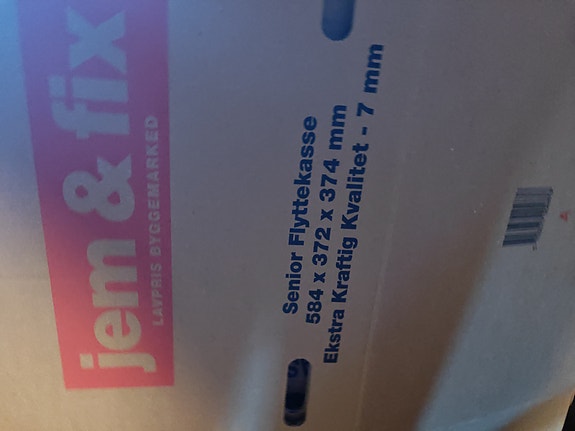 jem & fix
LAVPRIS BYGGEMARKED
Senior Flyttekasse
584 x 372 x 374 mm
Ekstra Kraftig Kvalitet - 7 mm